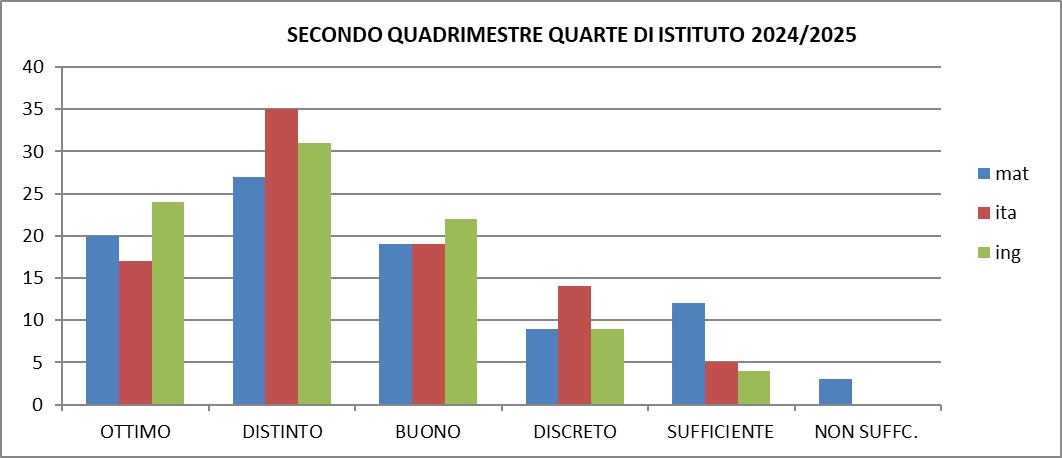 SECONDO QUADRIMESTRE QUARTE DI ISTITUTO 2024/2025
40
35
30
25
20
15
10
5
0
OTTIMO DISTINTO BUONO DISCRETO SUFFICIENTE NON SUFFC.
mat
ita
ing